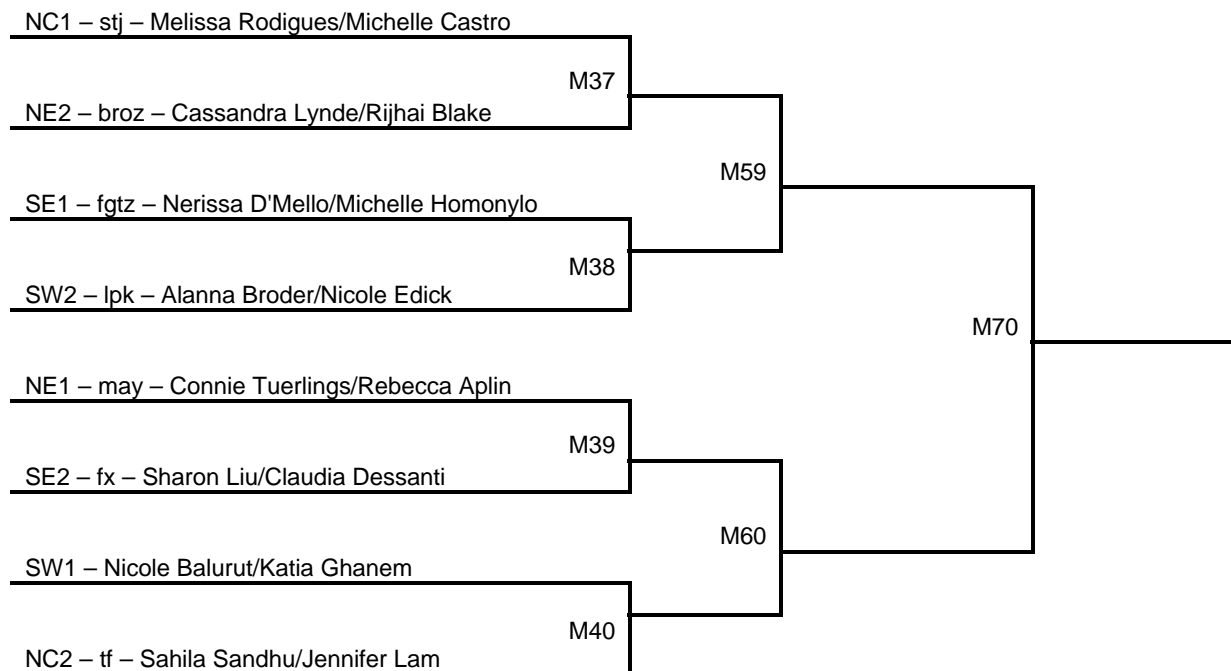 NC1 – stj – Melissa Rodigues/Michelle Castro
M37
NE2 – broz – Cassandra Lynde/Rijhai Blake
M59
SE1 – fgtz – Nerissa D'Mello/Michelle Homonylo
M38
SW2 – lpk – Alanna Broder/Nicole Edick
M70
NE1 – may – Connie Tuerlings/Rebecca Aplin
M39
SE2 – fx – Sharon Liu/Claudia Dessanti
M60
SW1 – Nicole Balurut/Katia Ghanem
M40
NC2 – tf – Sahila Sandhu/Jennifer Lam